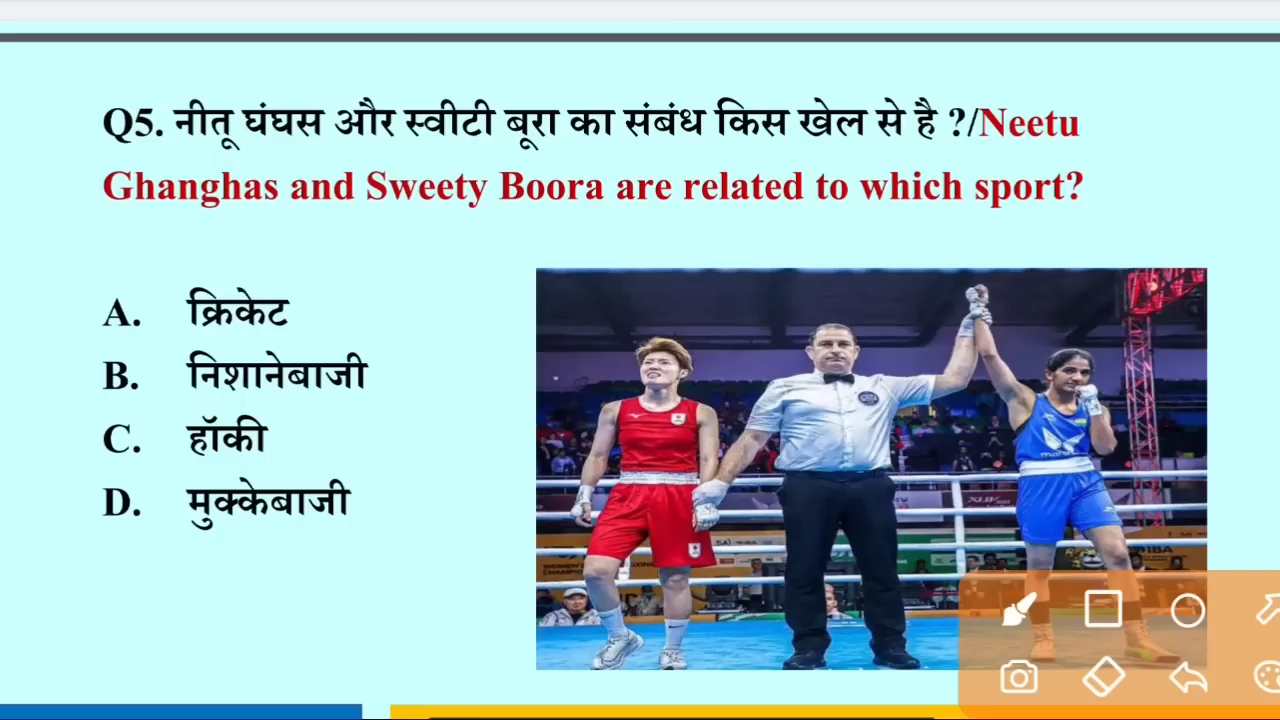 Q5. नीतू घंघस और स्वीटी बूरा का संबंध किस खेल से है ?/Neetu
Ghanghas and Sweety Boora are related to which sport?
A. क्रिकेट
B. निशानेबाजी
C. हॉकी
D. मुक्केबाजी